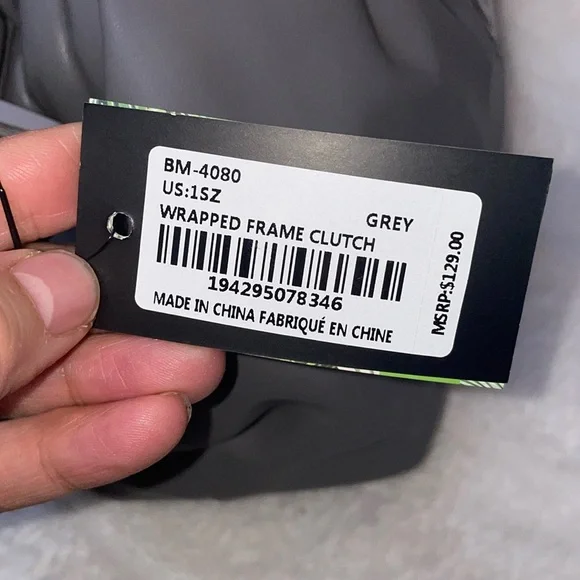 BM-4080
US:1SZ
GREY
WRAPPED FRAME CLUTCH
194295078346
MADE IN CHINA FABRIQUÉ EN CHINE
MSRP:$129.00